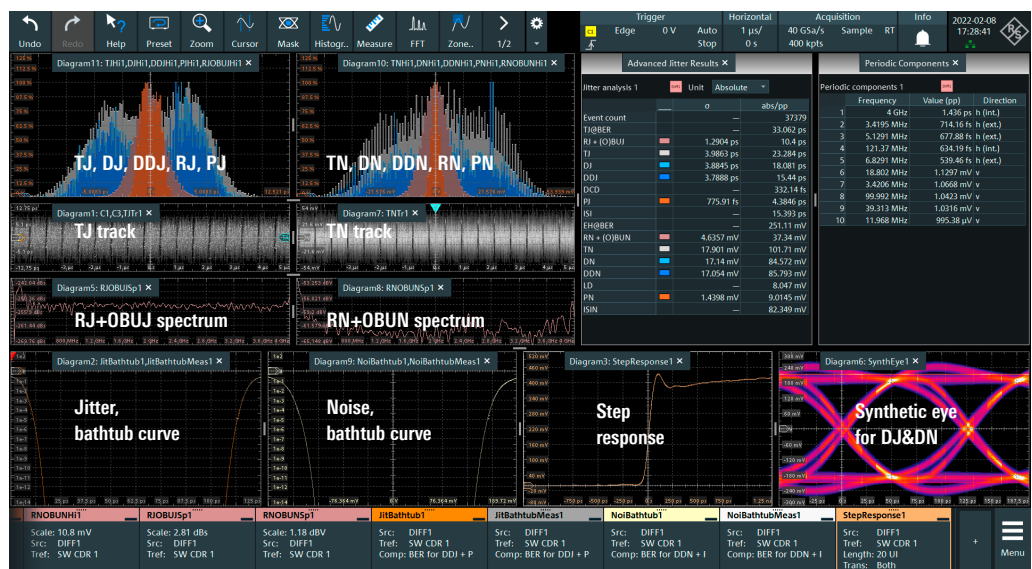 Undo
Redo
Help
Preset
Zoom
Cursor
Mask
Histogr..
Measure
FFT
Zone..
1/2
Trigger
Horizontal
Acquisition
Info
2022-02-08
17:28:41
C1 Edge 0 V Auto 1 µs/ 40 GSa/s Sample RT
Stop 0 s 400 kpts
Diagram11: TJHi1,DJHi1,DDJHi1,PJHi1,RJOBUJHi1 ×
TJ, DJ, DDJ, RJ, PJ
Diagram10: TNHi1,DNHi1,DDNHi1,PNHi1,RNOBUNHi1 ×
TN, DN, DDN, RN, PN
Diagram1: C1,C3,TJTr1 ×
TJ track
Diagram7: TNTr1 ×
TN track
Diagram5: RJOBUJSp1 ×
RJ+OBUJ spectrum
Diagram8: RNOBUNSp1 ×
RN+OBUN spectrum
Advanced Jitter Results ×
Jitter analysis 1 Unit Absolute
σ abs/pp
Event count — 37379
TJ@BER — 33.062 ps
RJ + (O)BUJ 1.2904 ps 10.4 ps
TJ 3.9863 ps 23.284 ps
DJ 3.8845 ps 18.081 ps
DDJ 3.7888 ps 15.44 ps
DCD — 332.14 fs
PJ 775.91 fs 4.3846 ps
ISI — 15.393 ps
EH@BER — 251.11 mV
RN + (O)BUN 4.6357 mV 37.34 mV
TN 17.901 mV 101.71 mV
DN 17.14 mV 84.572 mV
DDN 17.054 mV 85.793 mV
LD — 8.047 mV
PN 1.4398 mV 9.0145 mV
ISIN — 82.349 mV
Periodic Components ×
Periodic components 1
Frequency Value (pp) Direction
1 4 GHz 1.436 ps h (int.)
2 3.4195 MHz 714.16 fs h (ext.)
3 5.1291 MHz 677.88 fs h (ext.)
4 121.37 MHz 634.19 fs h (int.)
5 6.8291 MHz 539.46 fs h (ext.)
6 18.802 MHz 1.1297 mV v
7 3.4206 MHz 1.0668 mV v
8 99.992 MHz 1.0423 mV v
9 39.313 MHz 1.0316 mV v
10 11.968 MHz 995.38 µV v
Diagram2: JitBathtub1,JitBathtubMeas1 ×
Jitter,
bathtub curve
Diagram9: NoiBathtub1,NoiBathtubMeas1 ×
Noise,
bathtub curve
Diagram3: StepResponse1 ×
Step
response
Diagram6: SynthEye1 ×
Synthetic eye
for DJ&DN
RNOBUNHi1
Scale: 10.8 mV
Src: DIFF1
Tref: SW CDR 1
RJOBUJSp1
Scale: 2.81 dBs
Src: DIFF1
Tref: SW CDR 1
RNOBUNSp1
Scale: 1.18 dBV
Src: DIFF1
Tref: SW CDR 1
JitBathtub1
Src: DIFF1
Tref: SW CDR 1
Comp: BER for DDJ + P
JitBathtubMeas1
Src: DIFF1
Tref: SW CDR 1
Comp: BER for DDJ + P
NoiBathtub1
Src: DIFF1
Tref: SW CDR 1
Comp: BER for DDN + I
NoiBathtubMeas1
Src: DIFF1
Tref: SW CDR 1
Comp: BER for DDN + I
StepResponse1
Src: DIFF1
Tref: SW CDR 1
Length: 20 UI
Trans: Both
+
Menu